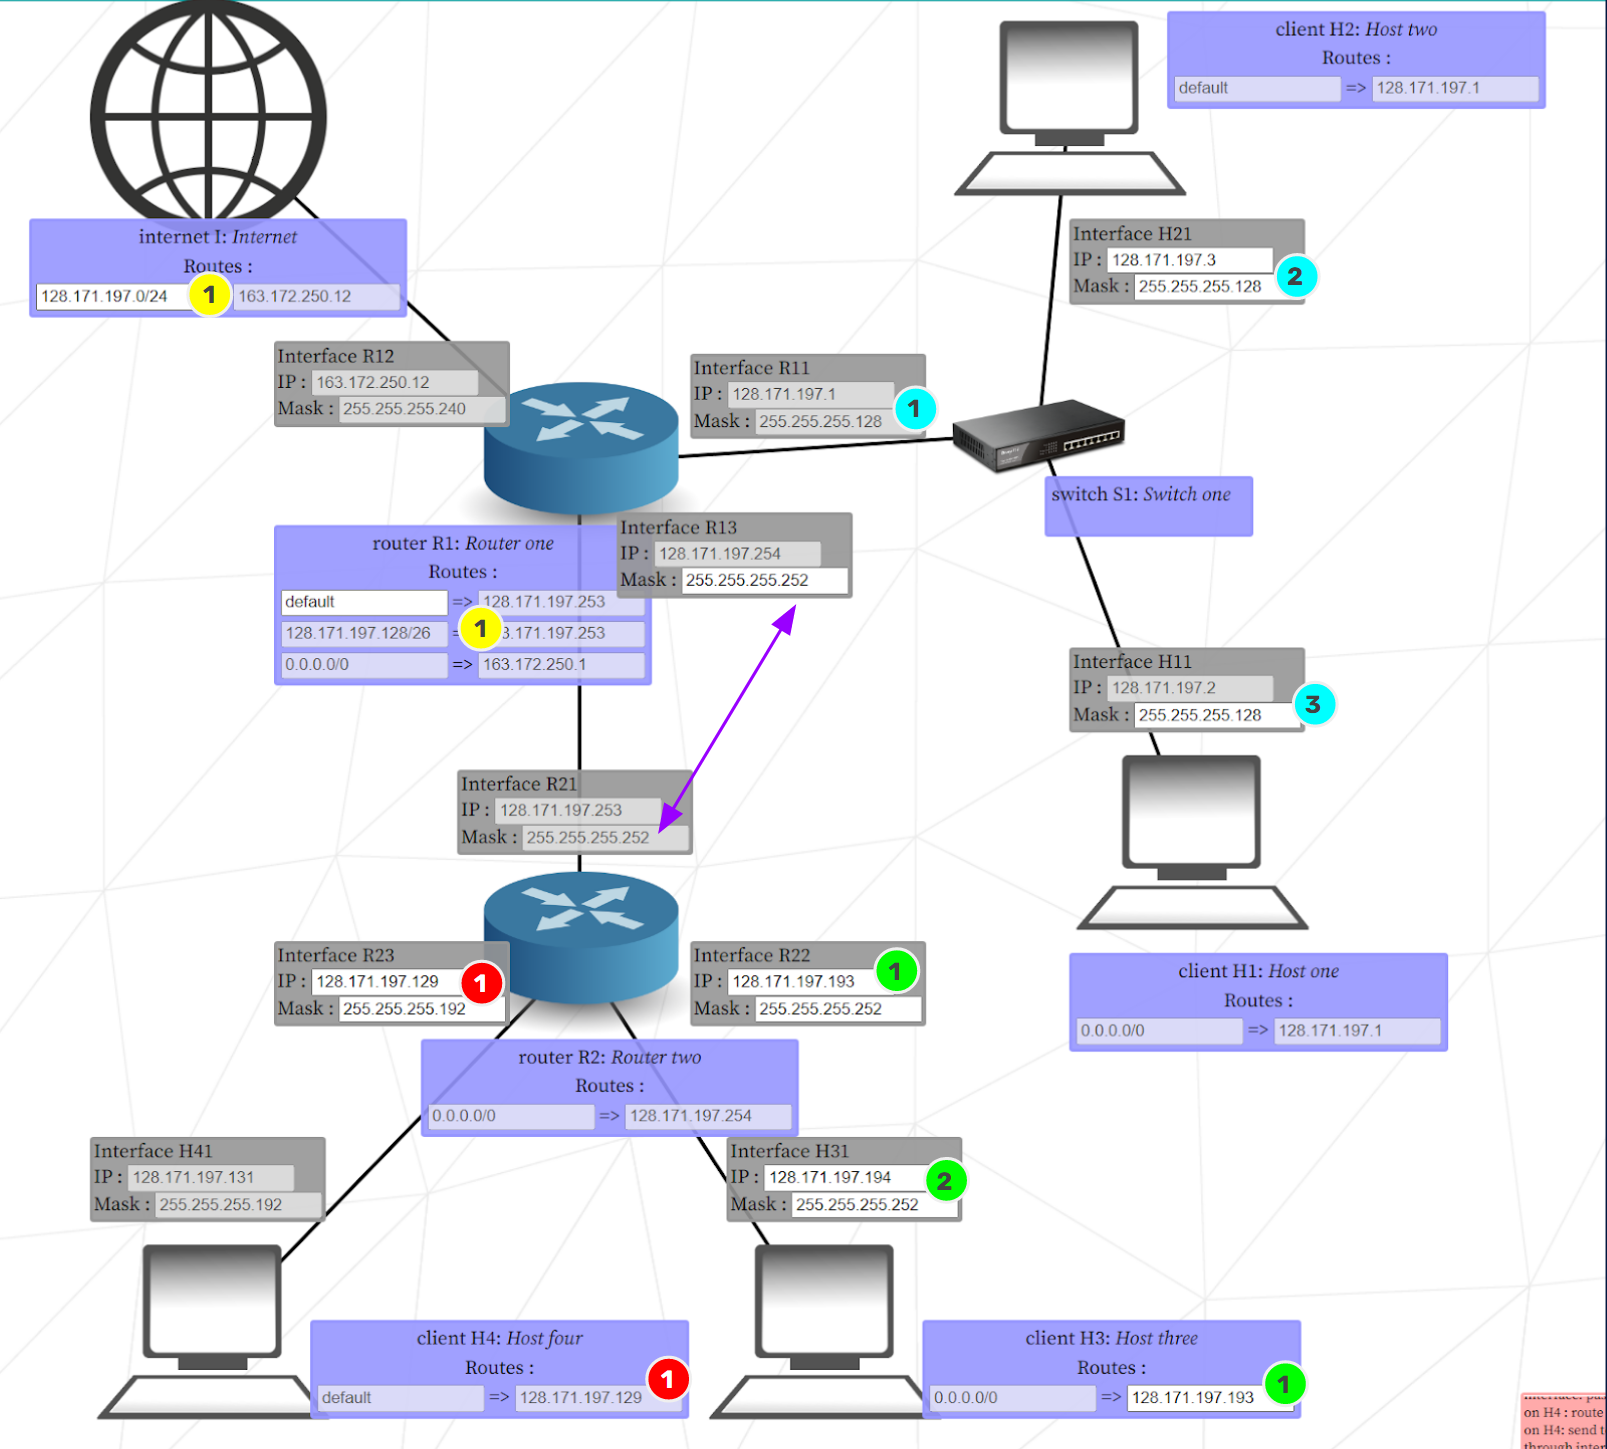 client H2: Host two
Routes :
default => 128.171.197.1
internet I: Internet
Routes :
128.171.197.0/24 1 163.172.250.12
Interface H21
IP : 128.171.197.3
Mask : 255.255.255.128
2
Interface R12
IP : 163.172.250.12
Mask : 255.255.255.240
Interface R11
IP : 128.171.197.1
Mask : 255.255.255.128
1
switch S1: Switch one
router R1: Router one
Routes :
default => 128.171.197.253
128.171.197.128/26 1 3.171.197.253
0.0.0.0/0 => 163.172.250.1
Interface R13
IP : 128.171.197.254
Mask : 255.255.255.252
Interface H11
IP : 128.171.197.2
Mask : 255.255.255.128
3
Interface R21
IP : 128.171.197.253
Mask : 255.255.255.252
Interface R23
IP : 128.171.197.129
Mask : 255.255.255.192
1
Interface R22
IP : 128.171.197.193
Mask : 255.255.255.252
1
client H1: Host one
Routes :
0.0.0.0/0 => 128.171.197.1
router R2: Router two
Routes :
0.0.0.0/0 => 128.171.197.254
Interface H41
IP : 128.171.197.131
Mask : 255.255.255.192
Interface H31
IP : 128.171.197.194
Mask : 255.255.255.252
2
client H4: Host four
Routes :
default => 128.171.197.129
1
client H3: Host three
Routes :
0.0.0.0/0 => 128.171.197.193
1
on H4 : route
on H4: send t